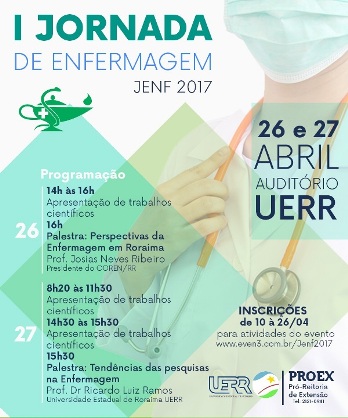 I JORNADA
DE ENFERMAGEM
JENF 2017
26 e 27
ABRIL
AUDITÓRIO
UERR
Programação
26
14h às 16h
Apresentação de trabalhos
científicos
16h
Palestra: Perspectivas da
Enfermagem em Roraima
Prof. Josias Neves Ribeiro
Presidente do COREN/RR
27
8h20 às 11h30
Apresentação de trabalhos
científicos
14h30 às 15h30
Apresentação de trabalhos
científicos
15h30
Palestra: Tendências das pesquisas
na Enfermagem
Prof. Dr Ricardo Luiz Ramos
Universidade Estadual de Roraima UERR
INSCRIÇÕES
de 10 à 26/04
para atividades do evento
www.even3.com.br/Jenf2017
UERR
PROEX
Pró-Reitoria
de Extensão